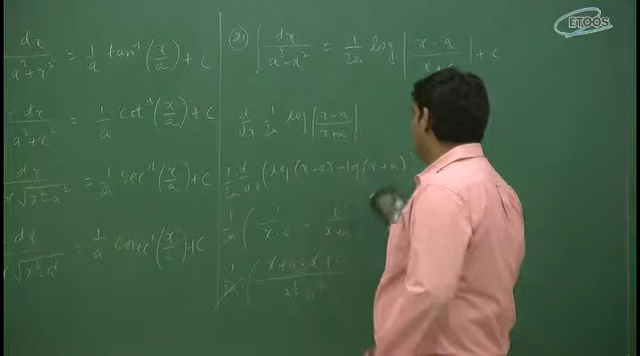 ETOOS
dx / a²+x² = 1/a tan⁻¹(x/a) + C
dx / a²+x² = 1/a cot⁻¹(x/a) + C
dx / x√x²-a² = 1/a sec⁻¹(x/a) + C
dx / x√x²-a² = 1/a cosec⁻¹(x/a) + C
(2) ∫ dx / a²-x² = 1/2a log |x-a / x+a| + C
d/dx 1/2a log |x-a / x+a|
1/2a d/dx (log(x-a) - log(x+a))
1/2a (1/x-a - 1/x+a
1/2a (x+a-x+ / x²-a²